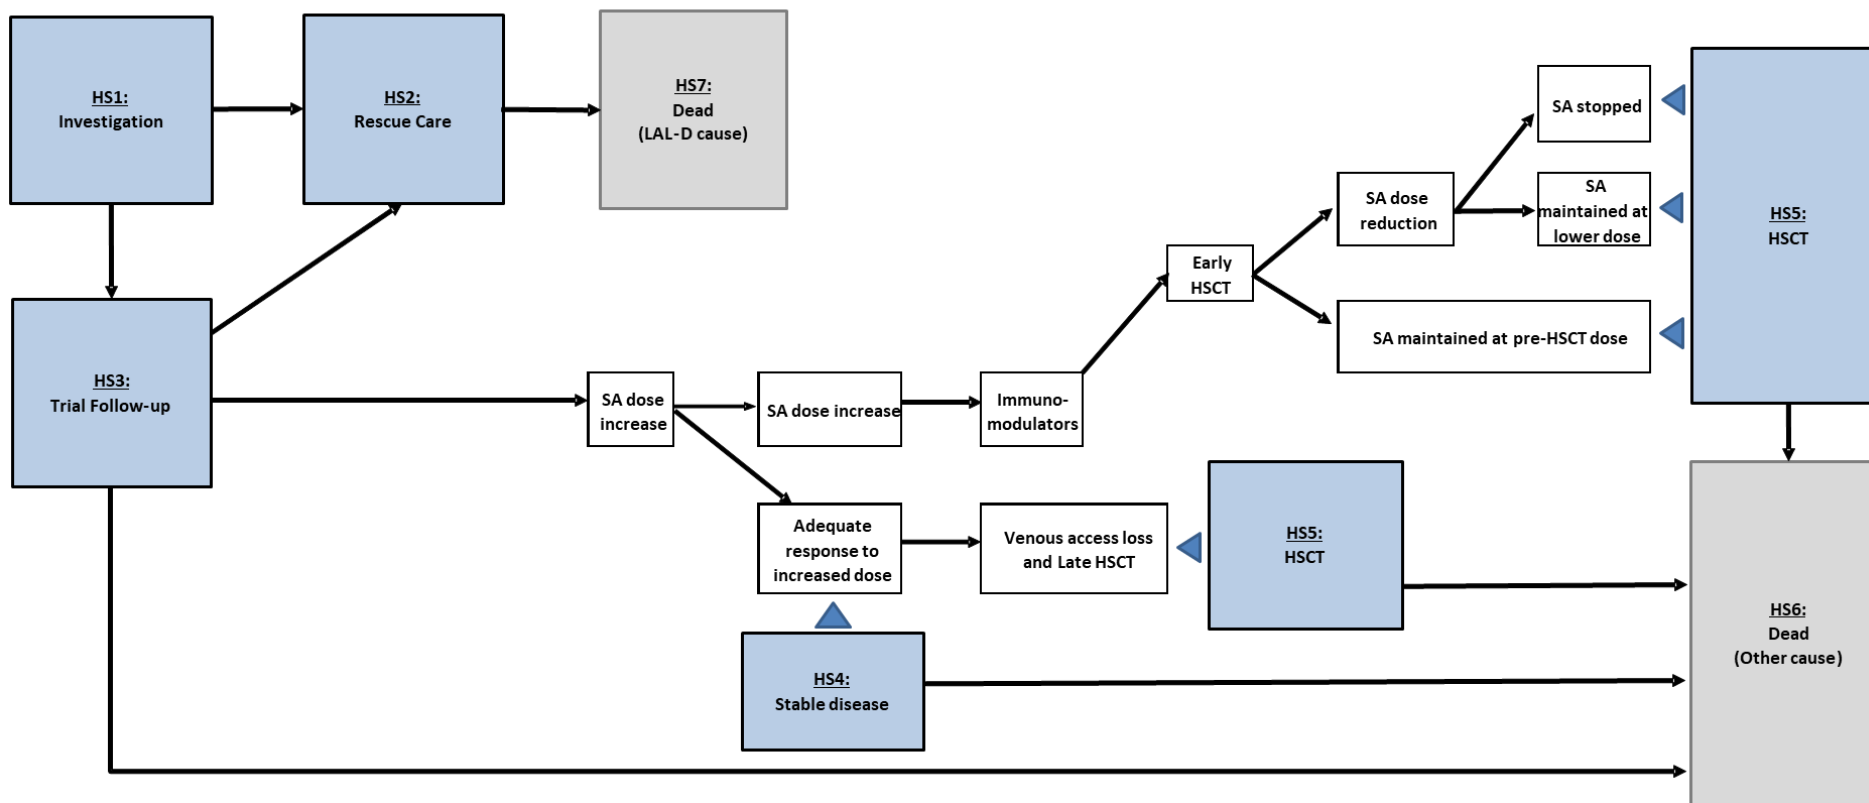 HS1:
Investigation
HS2:
Rescue Care
HS7:
Dead
(LAL-D cause)
SA stopped
SA
maintained at
lower dose
SA dose
reduction
HS5:
HSCT
Early
HSCT
SA maintained at pre-HSCT dose
HS3:
Trial Follow-up
SA dose
increase
SA dose increase
Immuno-
modulators
Adequate
response to
increased dose
Venous access loss
and Late HSCT
HS5:
HSCT
HS6:
Dead
(Other cause)
HS4:
Stable disease